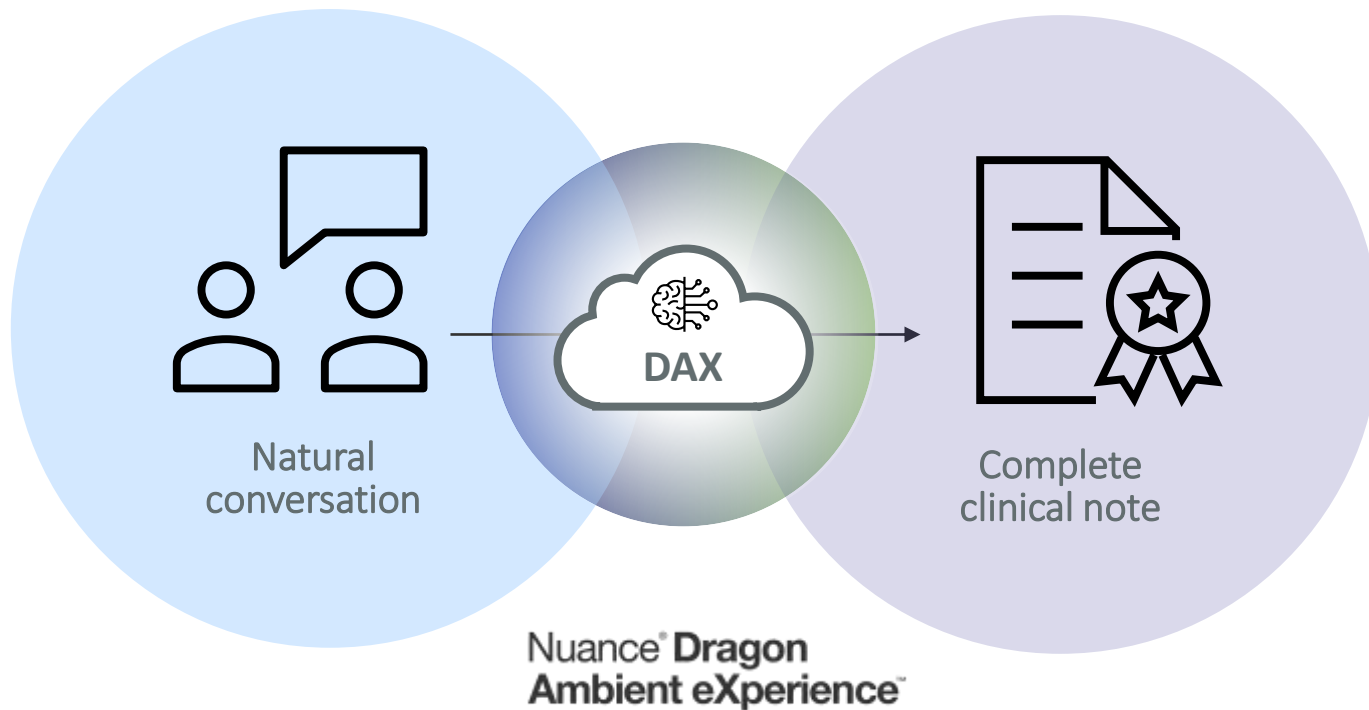 Natural
conversation
DAX
Complete
clinical note
Nuance® Dragon
Ambient eXperience™